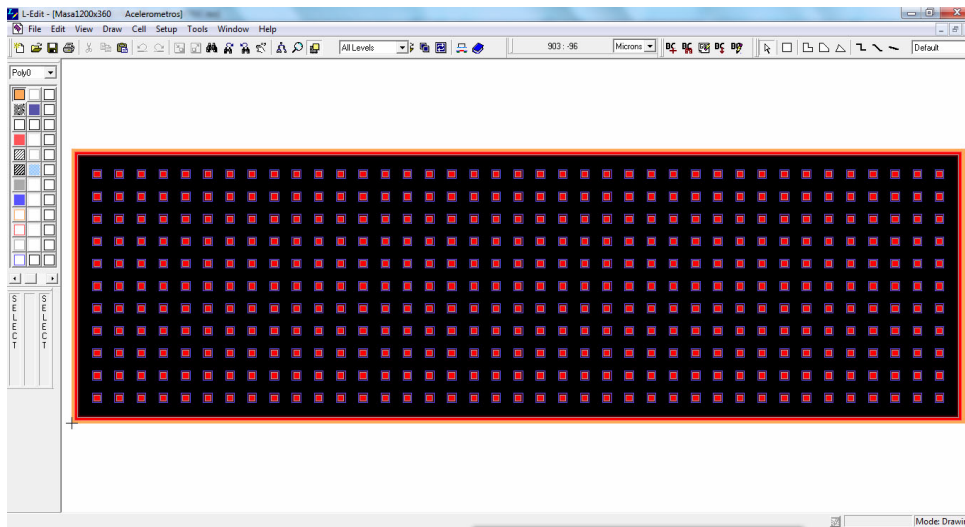 L-Edit - [Masa1200x360 Acelerometros]
File Edit View Draw Cell Setup Tools Window Help
All Levels 903 : -96 Microns Default
Poly0
SELECT SELECT
Mode: Drawin